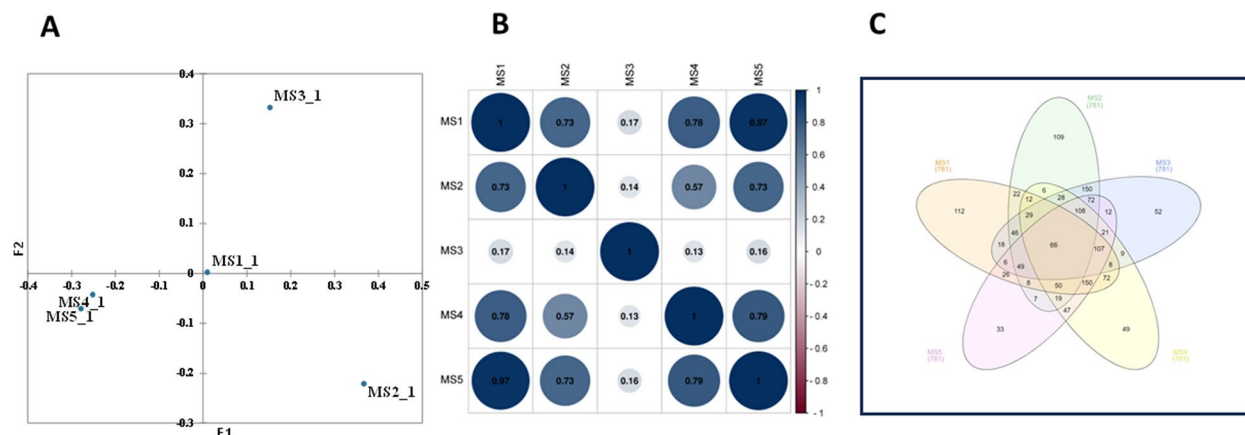 A
B
C
0.4
0.3
0.2
0.1
0
-0.1
-0.2
-0.3
-0.4 -0.3 -0.2 -0.1 0 0.1 0.2 0.3 0.4 0.5
F2
F1
MS3_1
MS1_1
MS4_1
MS5_1
MS2_1
MS1 MS2 MS3 MS4 MS5
MS1 1 0.73 0.17 0.78 0.97
MS2 0.73 1 0.14 0.57 0.73
MS3 0.17 0.14 1 0.13 0.16
MS4 0.78 0.57 0.13 1 0.79
MS5 0.97 0.73 0.16 0.79 1
1
0.8
0.6
0.4
0.2
0
-0.2
-0.4
-0.6
-0.8
-1
MS2
(781)
MS1
(781)
MS3
(781)
MS5
(781)
MS4
(781)
109
22 12 6 28 150
72
112 29 108 12 52
46 21
18 66 107 9
6 49 8
26 8 50 150 72
7 19
47
33 49